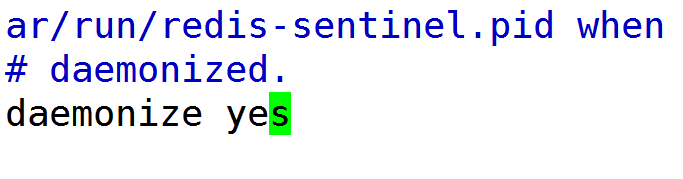 ar/run/redis-sentinel.pid when
# daemonized.
daemonize yes